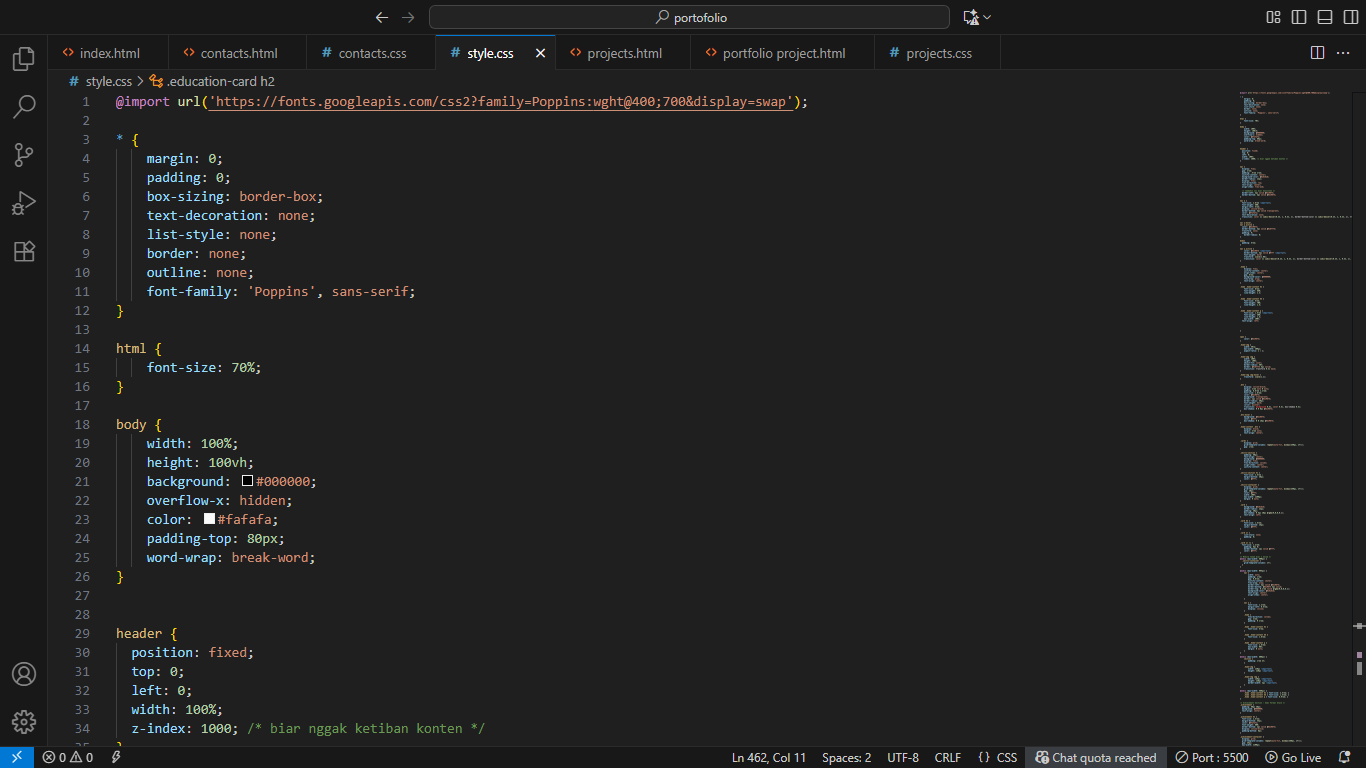 portofolio
index.html
contacts.html
# contacts.css
# style.css
projects.html
portfolio project.html
# projects.css
# style.css > .education-card h2
1 @import url('https://fonts.googleapis.com/css2?family=Poppins:wght@400;700&display=swap');
2
3 * {
4 margin: 0;
5 padding: 0;
6 box-sizing: border-box;
7 text-decoration: none;
8 list-style: none;
9 border: none;
10 outline: none;
11 font-family: 'Poppins', sans-serif;
12 }
13
14 html {
15 font-size: 70%;
16 }
17
18 body {
19 width: 100%;
20 height: 100vh;
21 background: #000000;
22 overflow-x: hidden;
23 color: #fafafa;
24 padding-top: 80px;
25 word-wrap: break-word;
26 }
27
28
29 header {
30 position: fixed;
31 top: 0;
32 left: 0;
33 width: 100%;
34 z-index: 1000; /* biar nggak ketiban konten */
0 0 Ln 462, Col 11 Spaces: 2 UTF-8 CRLF {} CSS Chat quota reached Port : 5500 Go Live